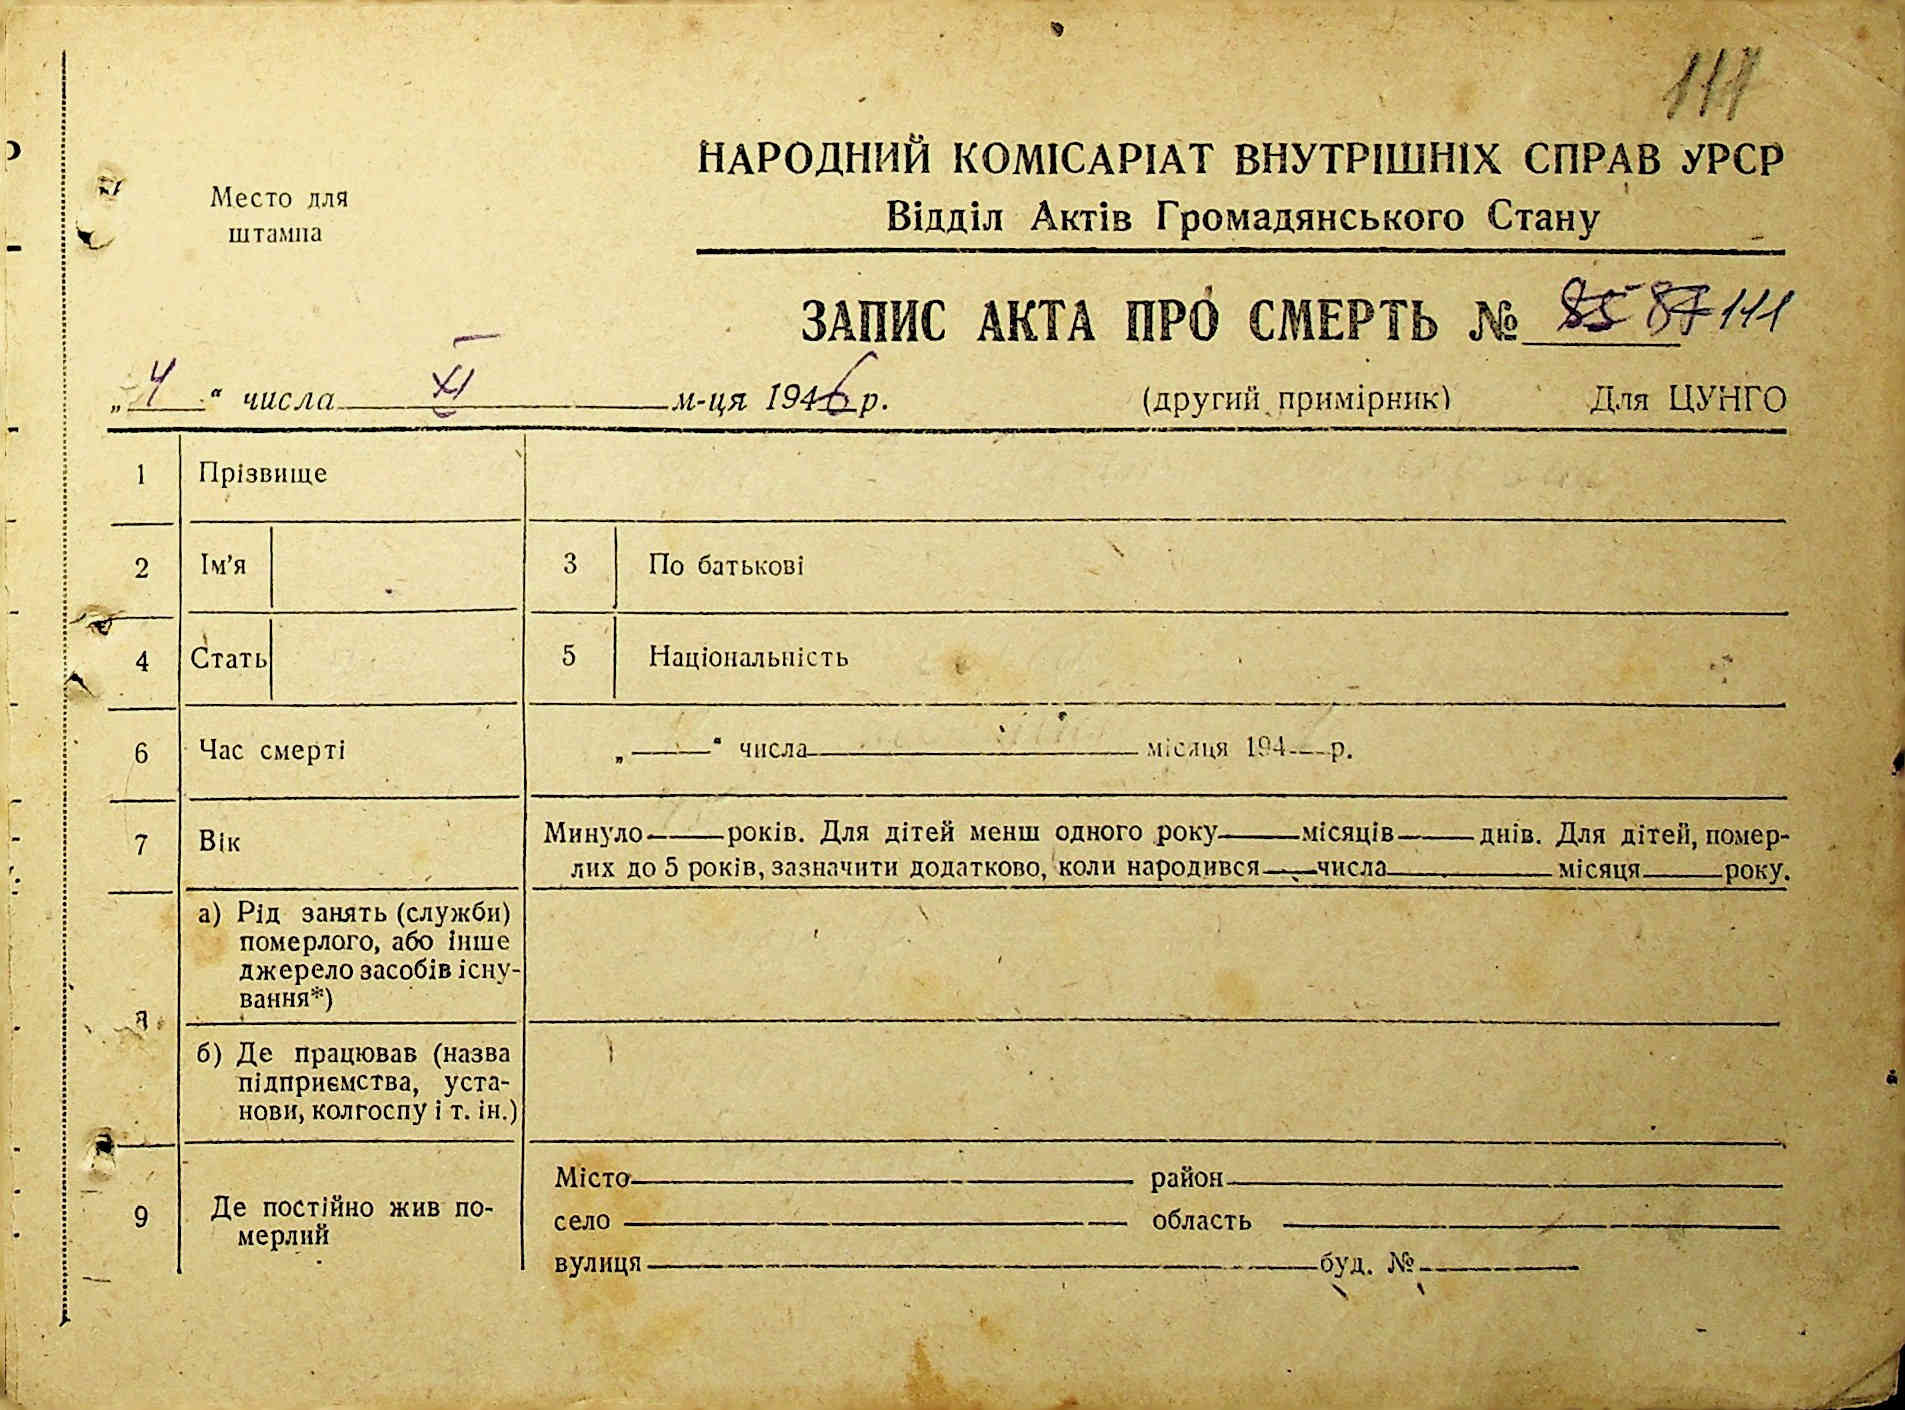 117
Место для
штампа
НАРОДНИЙ КОМІСАРІАТ ВНУТРІШНІХ СПРАВ УРСР
Відділ Актів Громадянського Стану
ЗАПИС АКТА ПРО СМЕРТЬ № 85 87 111
„4“ числа XI м-ця 1946 р. (другий примірник) Для ЦУНГО
1 Прізвище
2 Ім'я 3 По батькові
4 Стать 5 Національність
6 Час смерті „ “ числа місяця 194 р.
7 Вік Минуло років. Для дітей менш одного року місяців днів. Для дітей, помер-
лих до 5 років, зазначити додатково, коли народився числа місяця року.
8 а) Рід занять (служби)
померлого, або інше
джерело засобів існу-
вання*)
б) Де працював (назва
підприємства, уста-
нови, колгоспу і т. ін.)
9 Де постійно жив по-
мерлий
Місто район
село область
вулиця буд. №